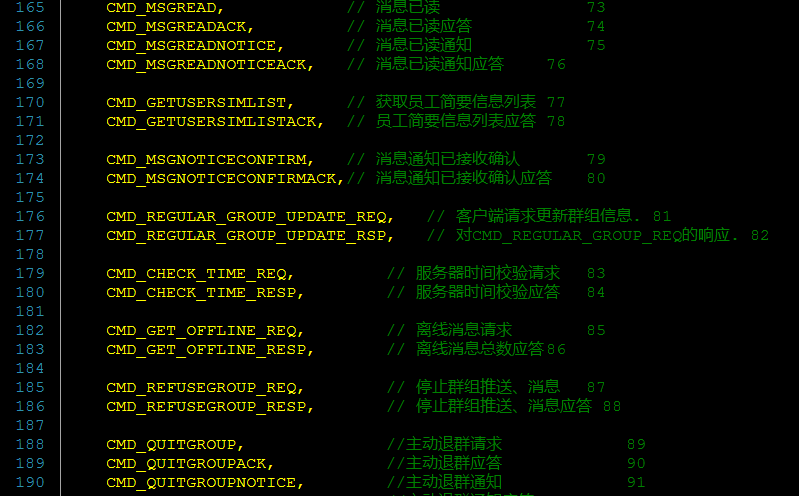 165 CMD_MSGREAD, // 消息已读 73
166 CMD_MSGREADACK, // 消息已读应答 74
167 CMD_MSGREADNOTICE, // 消息已读通知 75
168 CMD_MSGREADNOTICEACK, // 消息已读通知应答 76
169
170 CMD_GETUSERSIMLIST, // 获取员工简要信息列表 77
171 CMD_GETUSERSIMLISTACK, // 员工简要信息列表应答 78
172
173 CMD_MSGNOTICECONFIRM, // 消息通知已接收确认 79
174 CMD_MSGNOTICECONFIRMACK,// 消息通知已接收确认应答 80
175
176 CMD_REGULAR_GROUP_UPDATE_REQ, // 客户端请求更新群组信息. 81
177 CMD_REGULAR_GROUP_UPDATE_RSP, // 对CMD_REGULAR_GROUP_REQ的响应. 82
178
179 CMD_CHECK_TIME_REQ, // 服务器时间校验请求 83
180 CMD_CHECK_TIME_RESP, // 服务器时间校验应答 84
181
182 CMD_GET_OFFLINE_REQ, // 离线消息请求 85
183 CMD_GET_OFFLINE_RESP, // 离线消息总数应答86
184
185 CMD_REFUSEGROUP_REQ, // 停止群组推送、消息 87
186 CMD_REFUSEGROUP_RESP, // 停止群组推送、消息应答 88
187
188 CMD_QUITGROUP, //主动退群请求 89
189 CMD_QUITGROUPACK, //主动退群应答 90
190 CMD_QUITGROUPNOTICE, //主动退群通知 91